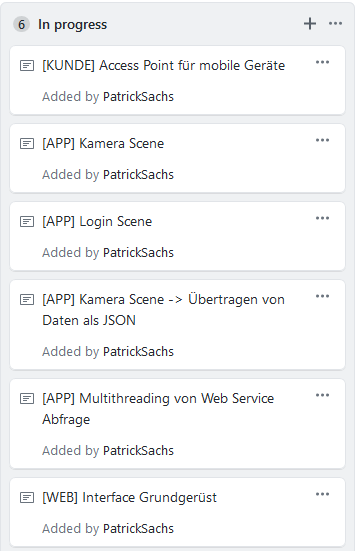 6 In progress
[KUNDE] Access Point für mobile Geräte
Added by PatrickSachs
[APP] Kamera Scene
Added by PatrickSachs
[APP] Login Scene
Added by PatrickSachs
[APP] Kamera Scene -> Übertragen von
Daten als JSON
Added by PatrickSachs
[APP] Multithreading von Web Service
Abfrage
Added by PatrickSachs
[WEB] Interface Grundgerüst
Added by PatrickSachs